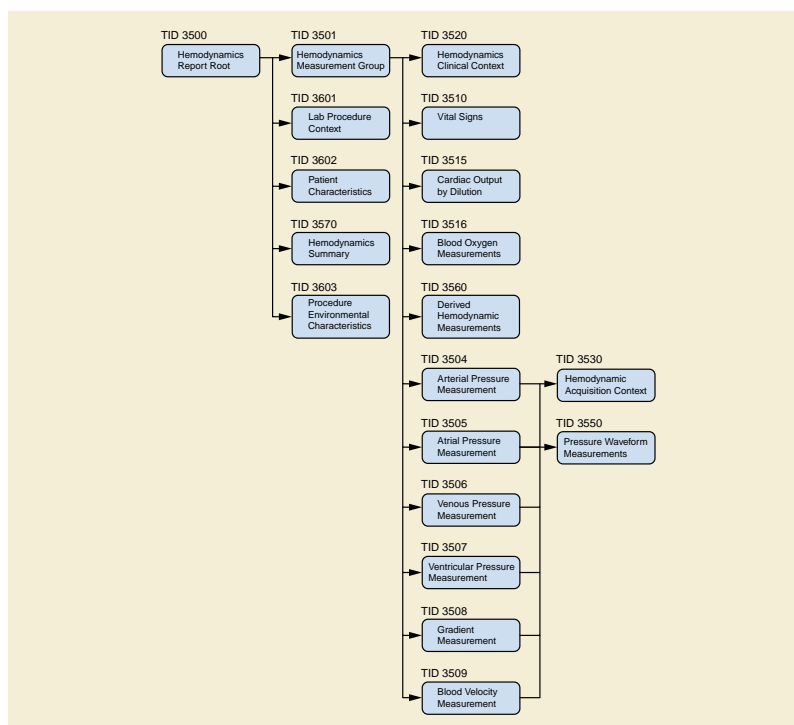 TID 3500
Hemodynamics
Report Root
TID 3501
Hemodynamics
Measurement Group
TID 3601
Lab Procedure
Context
TID 3602
Patient
Characteristics
TID 3570
Hemodynamics
Summary
TID 3603
Procedure
Environmental
Characteristics
TID 3520
Hemodynamics
Clinical Context
TID 3510
Vital Signs
TID 3515
Cardiac Output
by Dilution
TID 3516
Blood Oxygen
Measurements
TID 3560
Derived
Hemodynamic
Measurements
TID 3504
Arterial Pressure
Measurement
TID 3505
Atrial Pressure
Measurement
TID 3506
Venous Pressure
Measurement
TID 3507
Ventricular Pressure
Measurement
TID 3508
Gradient
Measurement
TID 3509
Blood Velocity
Measurement
TID 3530
Hemodynamic
Acquisition Context
TID 3550
Pressure Waveform
Measurements